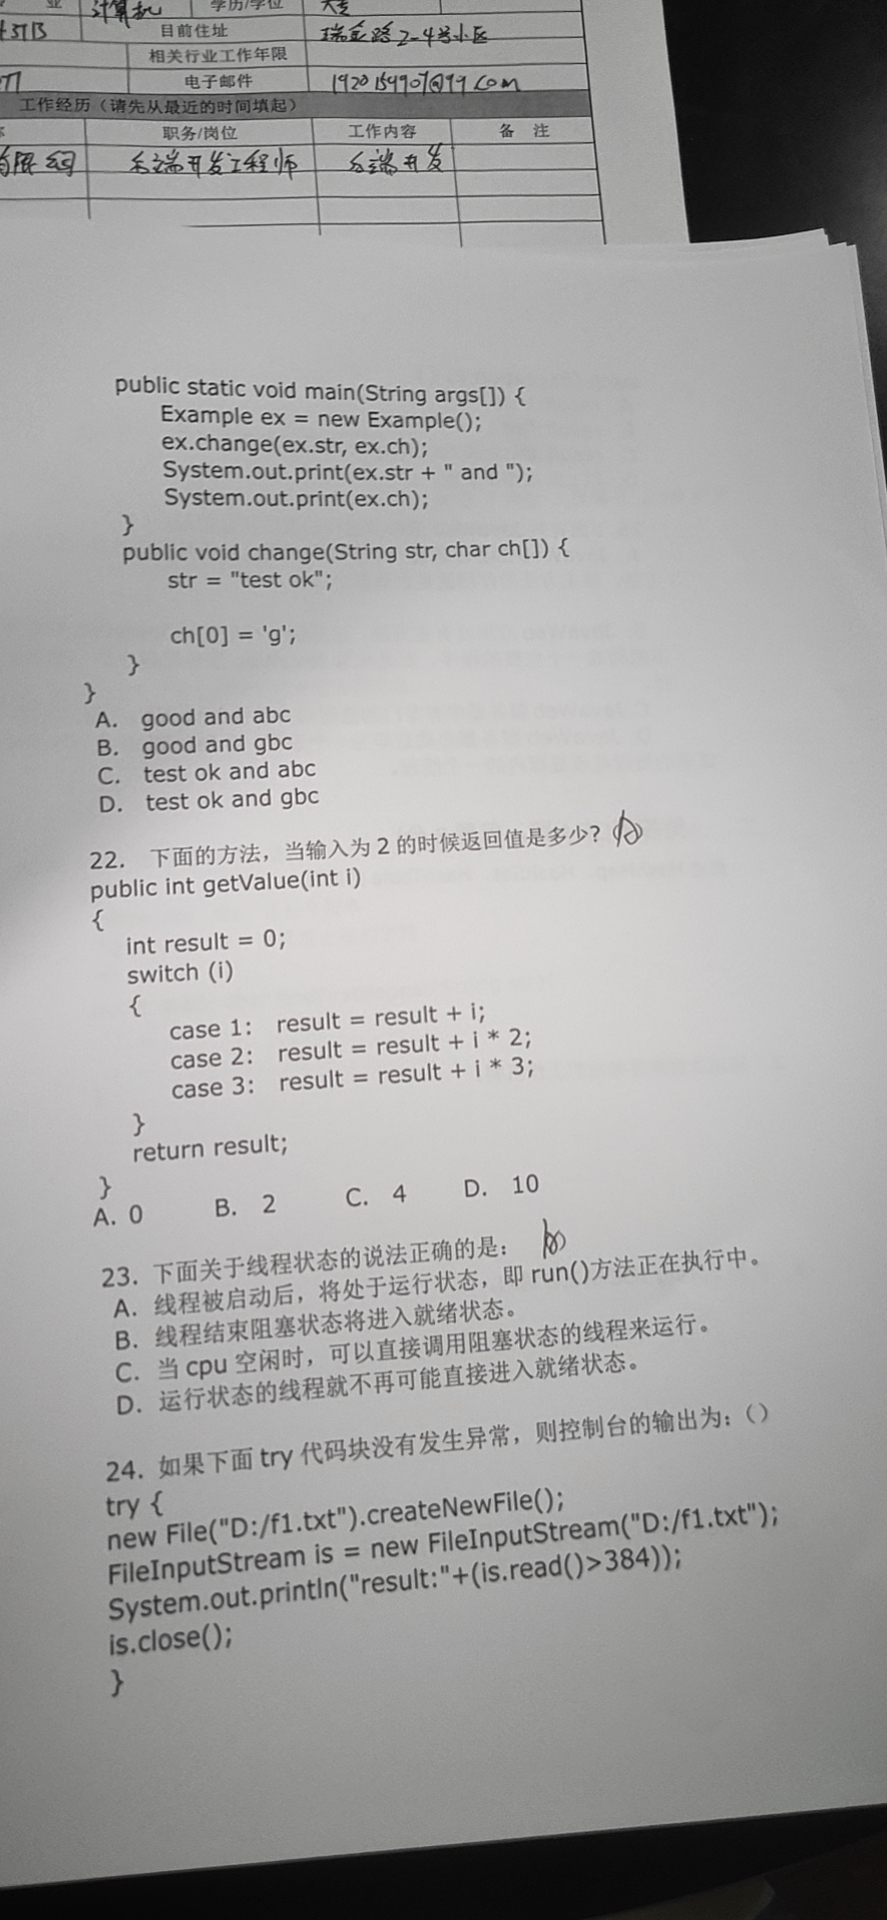 业 计算机 学历/学位 大专
目前住址 瑞金路2-4号小区
相关行业工作年限
电子邮件 1920159907@qq.com
工作经历（请先从最近的时间填起）
职务/岗位 工作内容 备 注
后端开发工程师 后端开发
public static void main(String args[]) {
Example ex = new Example();
ex.change(ex.str, ex.ch);
System.out.print(ex.str + " and ");
System.out.print(ex.ch);
}
public void change(String str, char ch[]) {
str = "test ok";
ch[0] = 'g';
}
}
A. good and abc
B. good and gbc
C. test ok and abc
D. test ok and gbc
22. 下面的方法，当输入为 2 的时候返回值是多少?
public int getValue(int i)
{
int result = 0;
switch (i)
{
case 1: result = result + i;
case 2: result = result + i * 2;
case 3: result = result + i * 3;
}
return result;
}
A. 0 B. 2 C. 4 D. 10
23. 下面关于线程状态的说法正确的是：
A. 线程被启动后，将处于运行状态，即 run()方法正在执行中。
B. 线程结束阻塞状态将进入就绪状态。
C. 当 cpu 空闲时，可以直接调用阻塞状态的线程来运行。
D. 运行状态的线程就不再可能直接进入就绪状态。
24. 如果下面 try 代码块没有发生异常，则控制台的输出为：（）
try {
new File("D:/f1.txt").createNewFile();
FileInputStream is = new FileInputStream("D:/f1.txt");
System.out.println("result:"+(is.read()>384));
is.close();
}